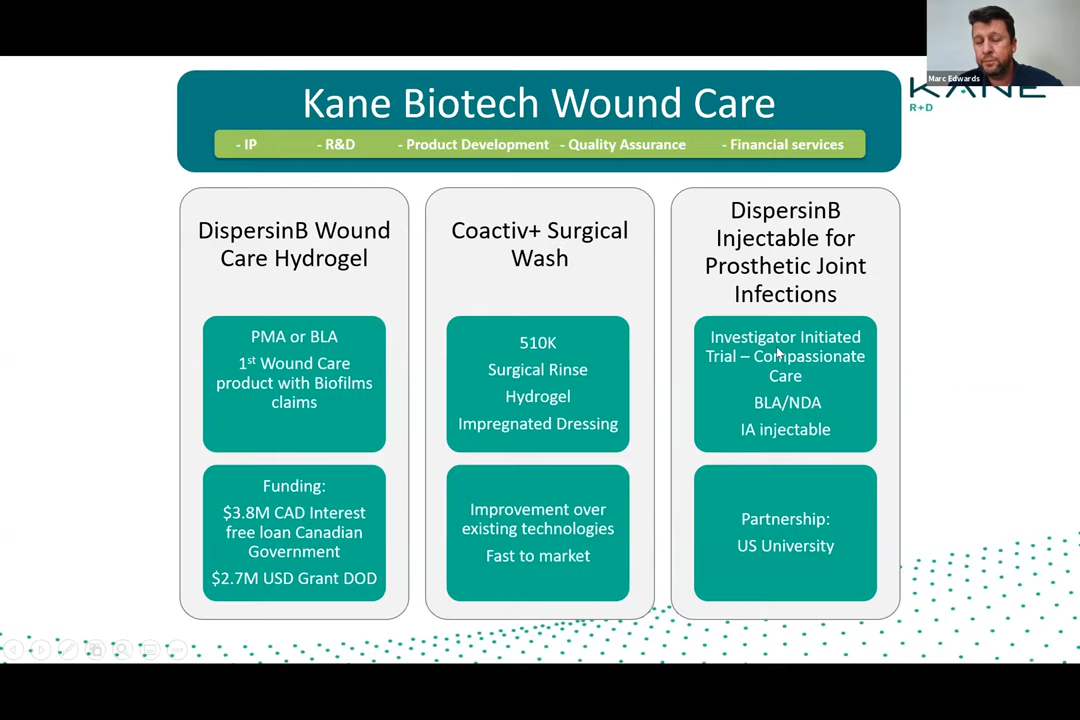 Marc Edwards
KANE
R+D
Kane Biotech Wound Care
- IP - R&D - Product Development - Quality Assurance - Financial services
DispersinB Wound
Care Hydrogel
PMA or BLA
1st Wound Care
product with Biofilms
claims
Funding:
$3.8M CAD Interest
free loan Canadian
Government
$2.7M USD Grant DOD
Coactiv+ Surgical
Wash
510K
Surgical Rinse
Hydrogel
Impregnated Dressing
Improvement over
existing technologies
Fast to market
DispersinB
Injectable for
Prosthetic Joint
Infections
Investigator Initiated
Trial – Compassionate
Care
BLA/NDA
IA injectable
Partnership:
US University